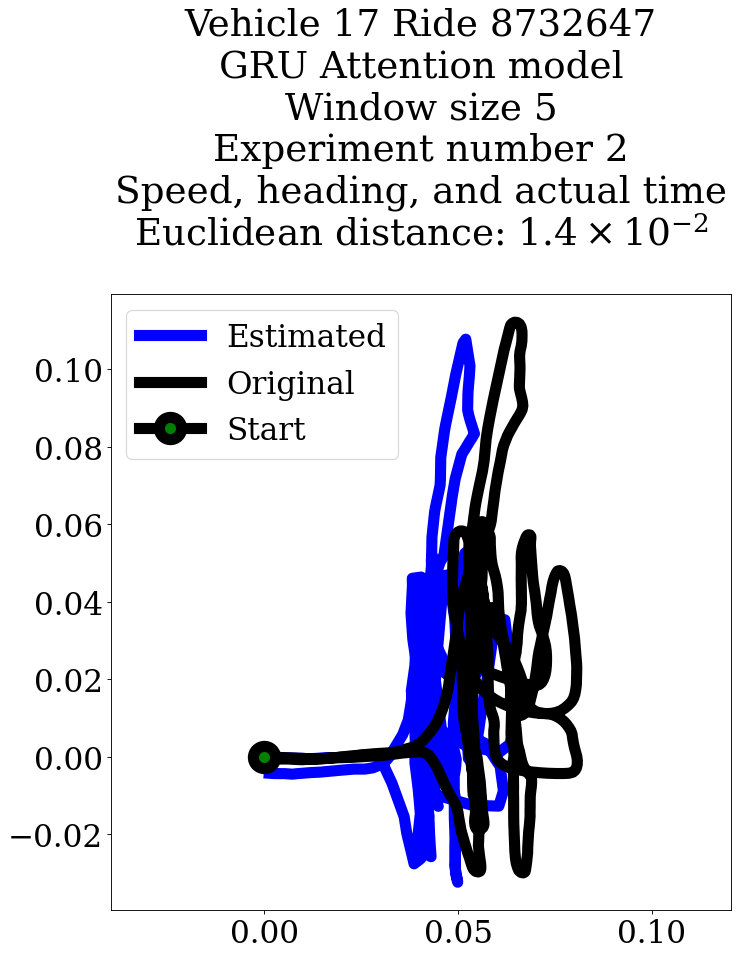 Vehicle 17 Ride 8732647
GRU Attention model
Window size 5
Experiment number 2
Speed, heading, and actual time
Euclidean distance: 1.4 × 10⁻²
Estimated
Original
Start
0.10
0.08
0.06
0.04
0.02
0.00
−0.02
0.00 0.05 0.10